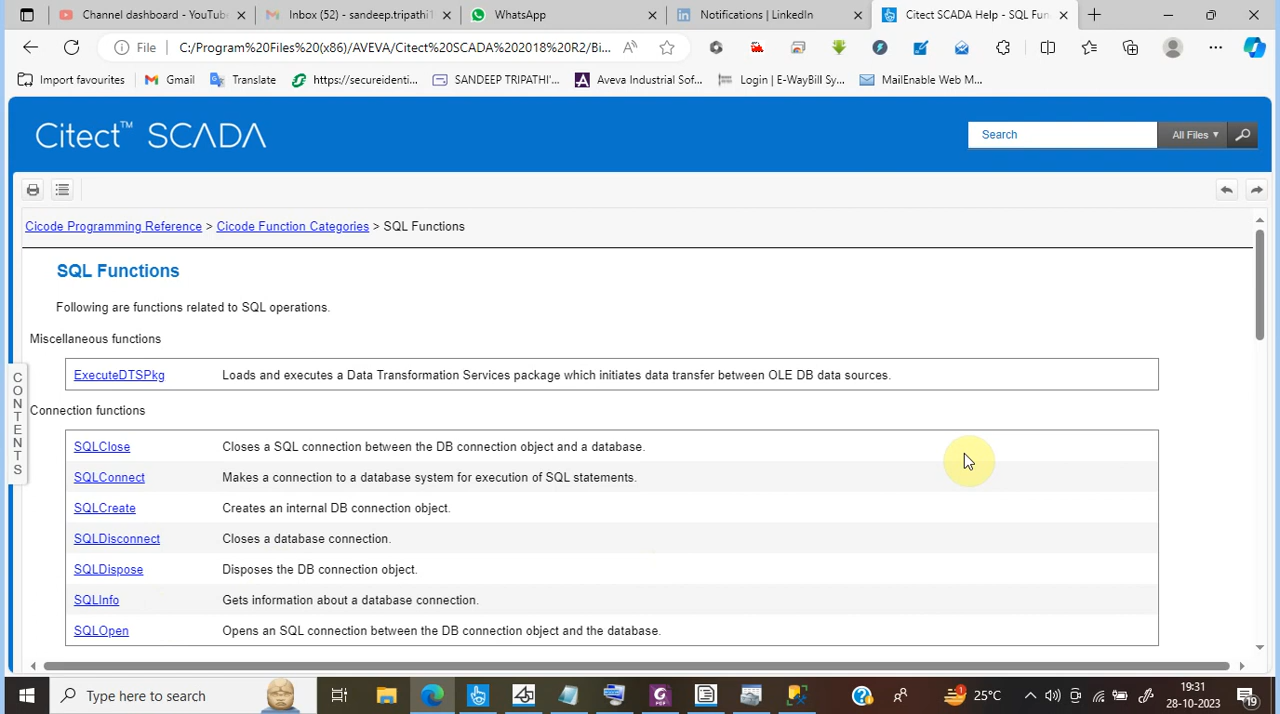 Channel dashboard - YouTub
Inbox (52) - sandeep.tripathi1
WhatsApp
Notifications | LinkedIn
Citect SCADA Help - SQL Fun
File
C:/Program%20Files%20(x86)/AVEVA/Citect%20SCADA%202018%20R2/Bi...
Import favourites
Gmail
Translate
https://secureidenti...
SANDEEP TRIPATHI'...
Aveva Industrial Sof...
Login | E-WayBill Sy...
MailEnable Web M...
Citect™ SCADA
Search
All Files
Cicode Programming Reference > Cicode Function Categories > SQL Functions
SQL Functions
Following are functions related to SQL operations.
Miscellaneous functions
ExecuteDTSPkg Loads and executes a Data Transformation Services package which initiates data transfer between OLE DB data sources.
CONTENTS
Connection functions
SQLClose Closes a SQL connection between the DB connection object and a database.
SQLConnect Makes a connection to a database system for execution of SQL statements.
SQLCreate Creates an internal DB connection object.
SQLDisconnect Closes a database connection.
SQLDispose Disposes the DB connection object.
SQLInfo Gets information about a database connection.
SQLOpen Opens an SQL connection between the DB connection object and the database.
Type here to search
1
25°C
19:31
28-10-2023
19